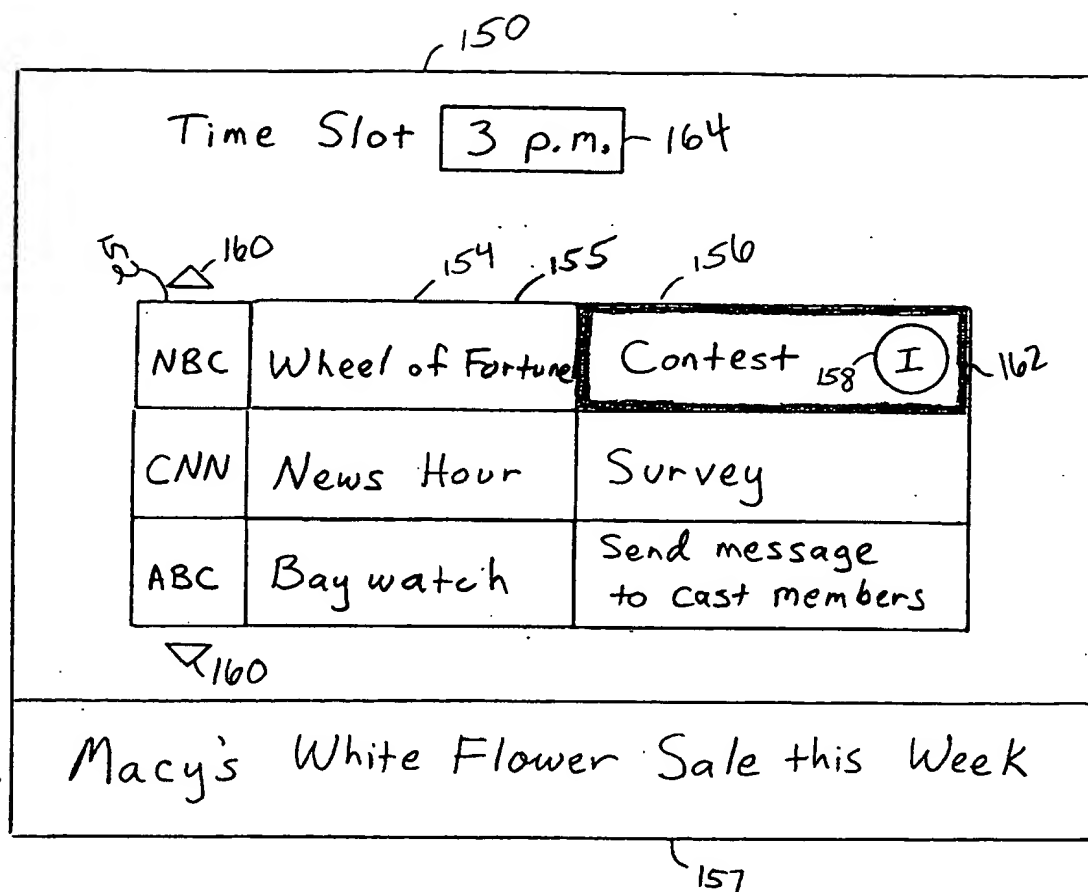 150
Time Slot 3 p.m. 164
160 154 155 156
NBC Wheel of Fortune Contest 158 I 162
CNN News Hour Survey
ABC Baywatch Send message
to cast members
160
Macy's White Flower Sale this Week
157